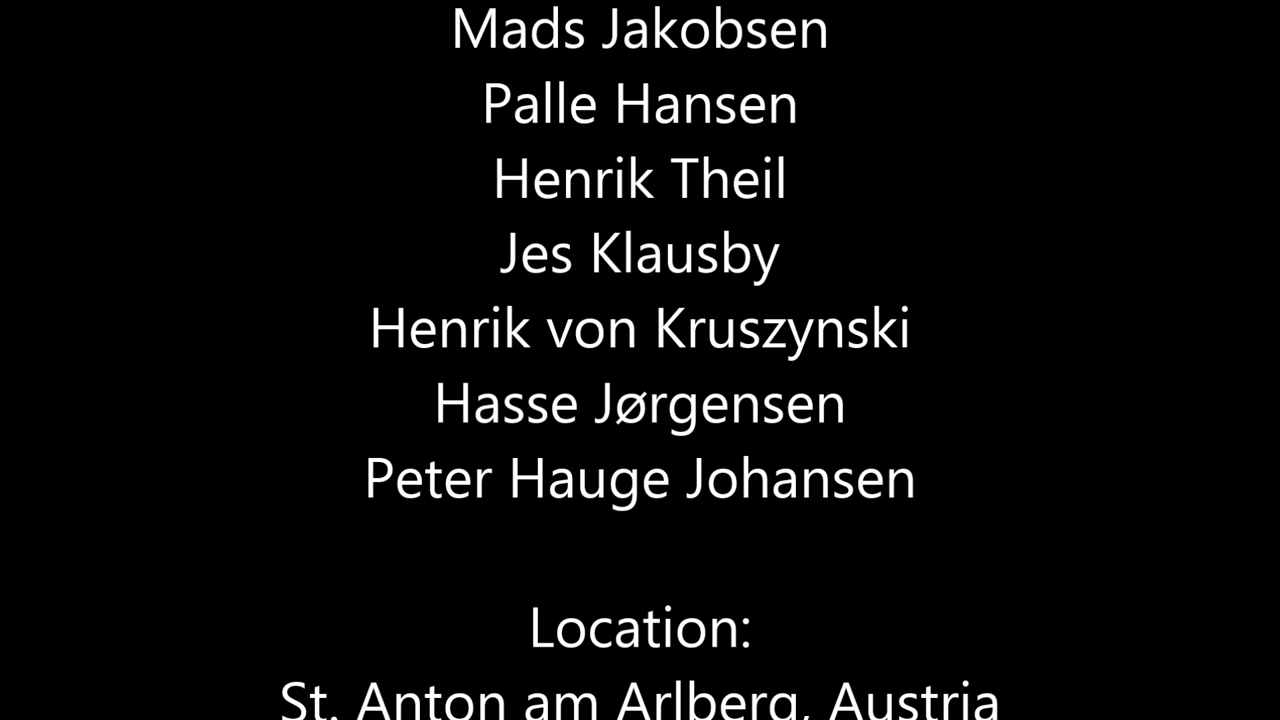 Mads Jakobsen
Palle Hansen
Henrik Theil
Jes Klausby
Henrik von Kruszynski
Hasse Jørgensen
Peter Hauge Johansen
Location:
St. Anton am Arlberg, Austria